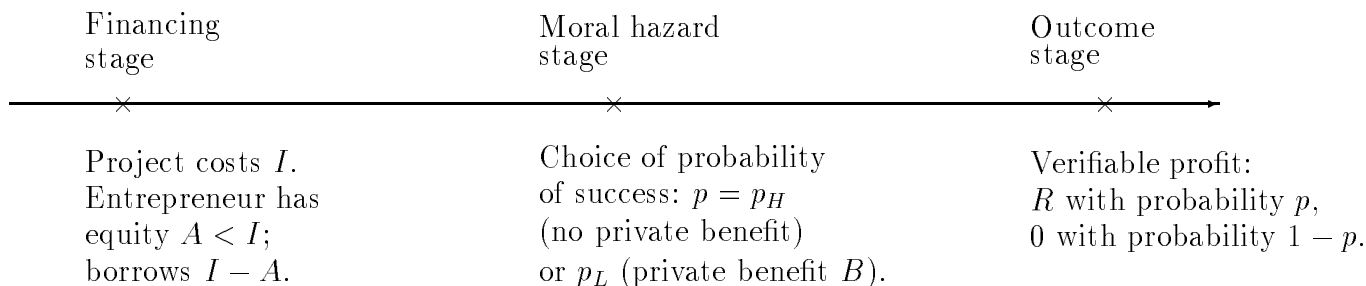 Financing
stage
Moral hazard
stage
Outcome
stage
Project costs I.
Entrepreneur has
equity A < I;
borrows I − A.
Choice of probability
of success: p = p_H
(no private benefit)
or p_L (private benefit B).
Verifiable profit:
R with probability p,
0 with probability 1 − p.